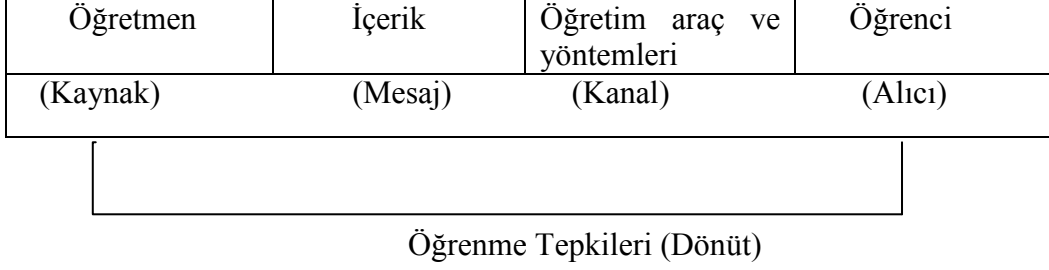 Öğretmen İçerik Öğretim araç ve Öğrenci
yöntemleri
(Kaynak) (Mesaj) (Kanal) (Alıcı)
Öğrenme Tepkileri (Dönüt)